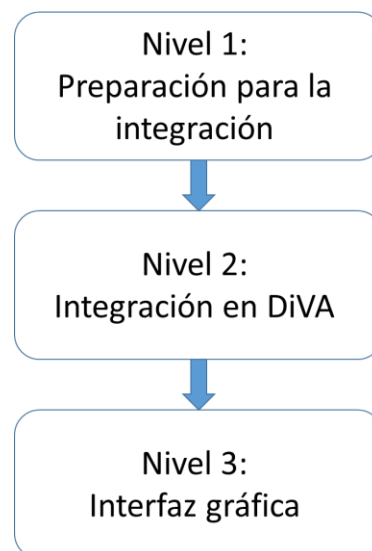 Nivel 1:
Preparación para la
integración
Nivel 2:
Integración en DiVA
Nivel 3:
Interfaz gráfica